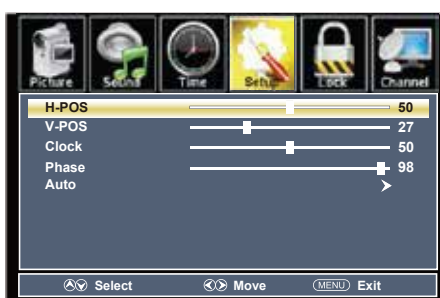 Picture Sound Time Setup Lock Channel
H-POS 50
V-POS 27
Clock 50
Phase 98
Auto
Select Move MENU Exit